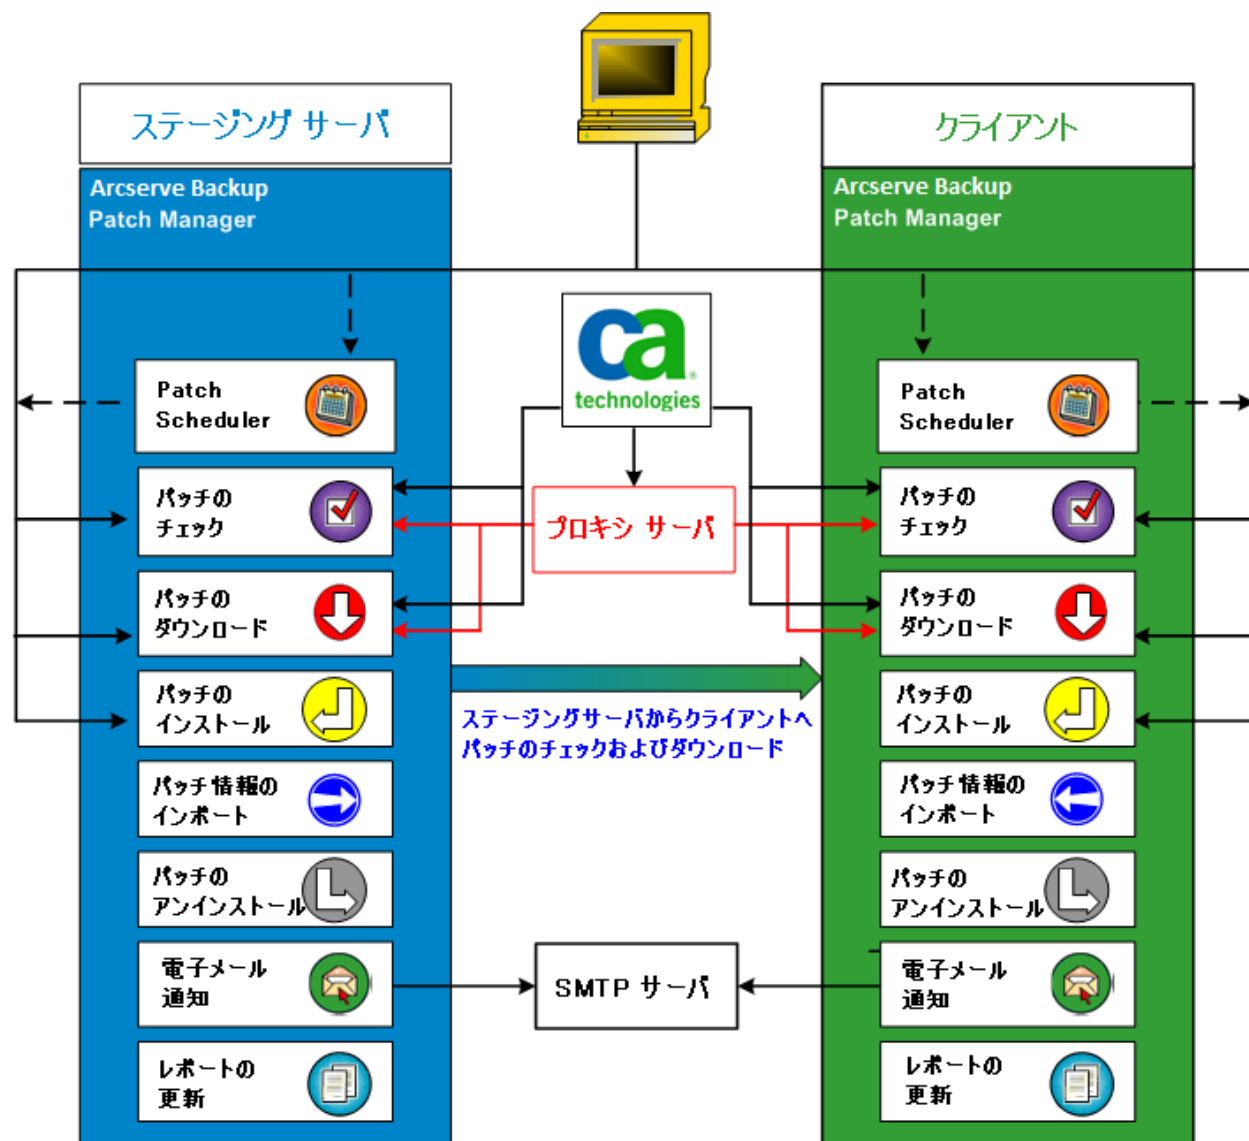 ステージング サーバ
Arcserve Backup
Patch Manager
Patch
Scheduler
パッチの
チェック
パッチの
ダウンロード
パッチの
インストール
パッチ情報の
インポート
パッチの
アンインストール
電子メール
通知
レポートの
更新
ca
technologies
プロキシ サーバ
ステージングサーバからクライアントへ
パッチのチェックおよびダウンロード
SMTP サーバ
クライアント
Arcserve Backup
Patch Manager
Patch
Scheduler
パッチの
チェック
パッチの
ダウンロード
パッチの
インストール
パッチ情報の
インポート
パッチの
アンインストール
電子メール
通知
レポートの
更新